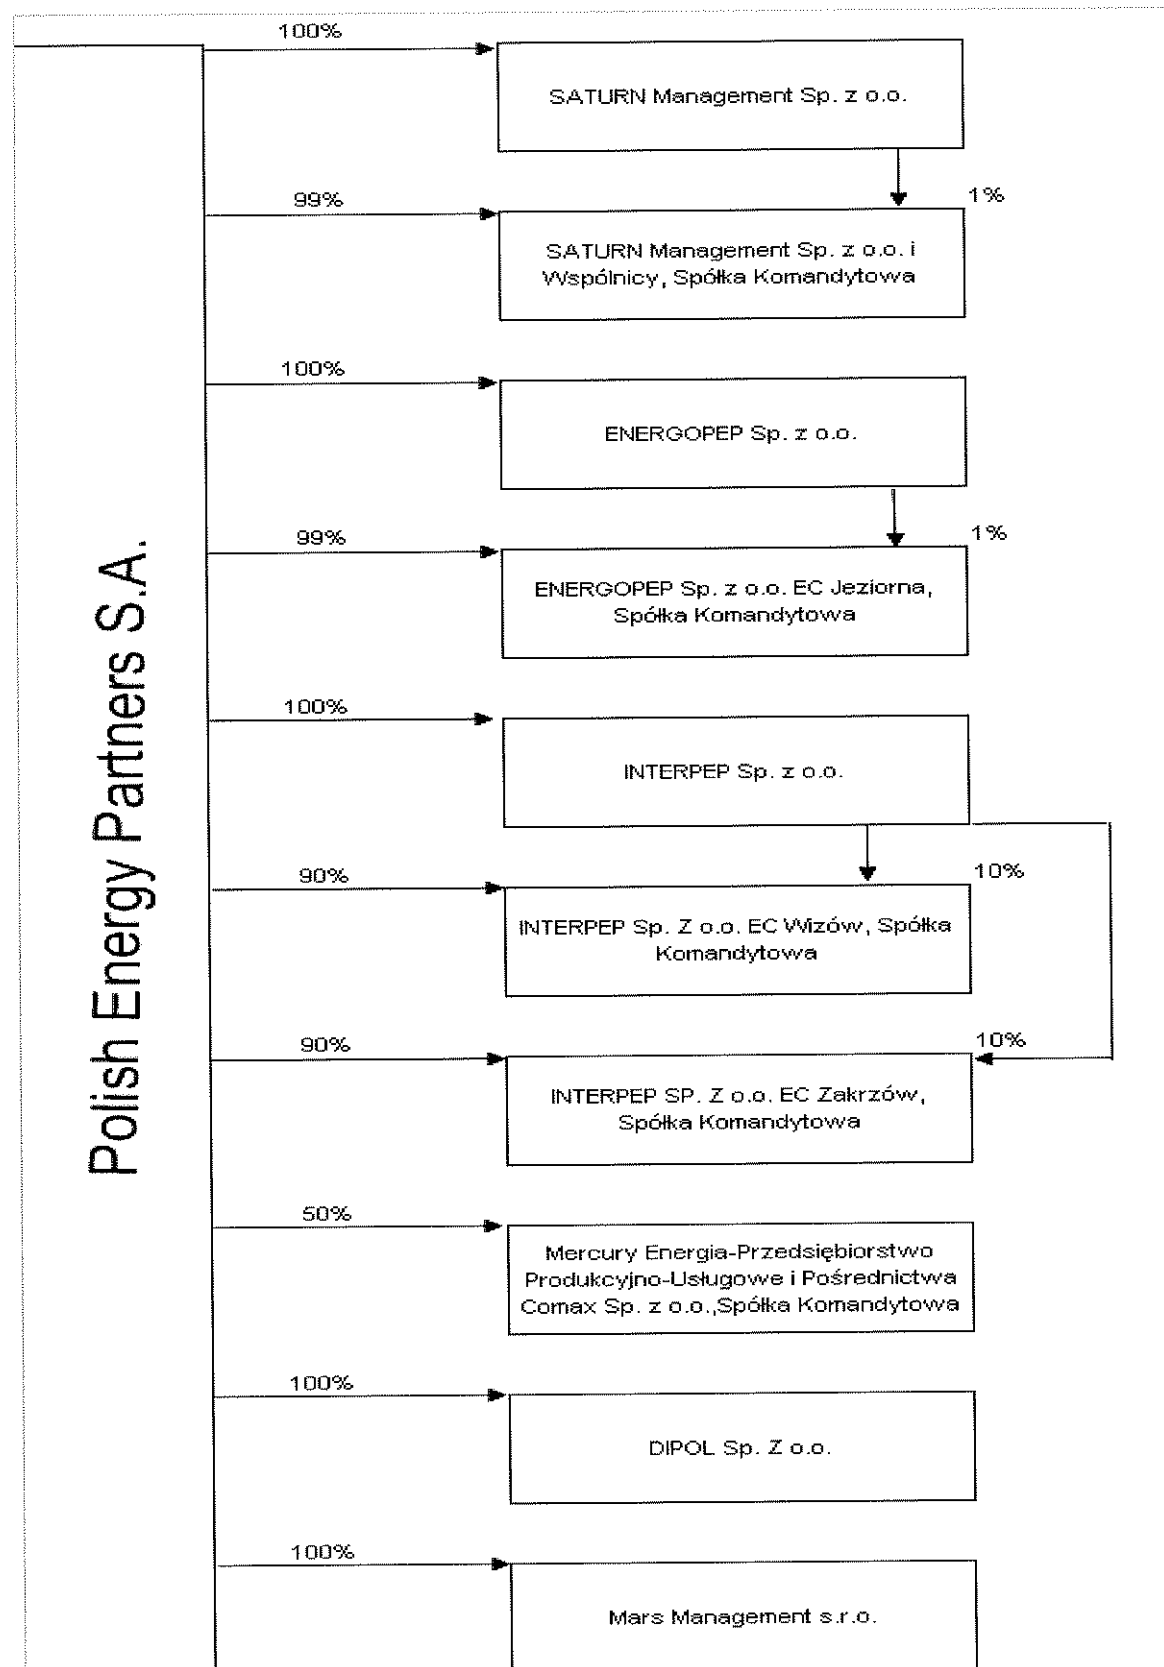 100%
SATURN Management Sp. z o.o.
99%
1%
SATURN Management Sp. z o.o. i
Wspólnicy, Spółka Komandytowa
100%
ENERGOPEP Sp. z o.o.
99%
1%
ENERGOPEP Sp. z o.o. EC Jeziorna,
Spółka Komandytowa
Polish Energy Partners S.A.
100%
INTERPEP Sp. z o.o.
90%
10%
INTERPEP Sp. Z o.o. EC Wizów, Spółka
Komandytowa
90%
10%
INTERPEP SP. Z o.o. EC Zakrzów,
Spółka Komandytowa
50%
Mercury Energia-Przedsiębiorstwo
Produkcyjno-Usługowe i Pośrednictwa
Comax Sp. z o.o.,Spółka Komandytowa
100%
DIPOL Sp. Z o.o.
100%
Mars Management s.r.o.